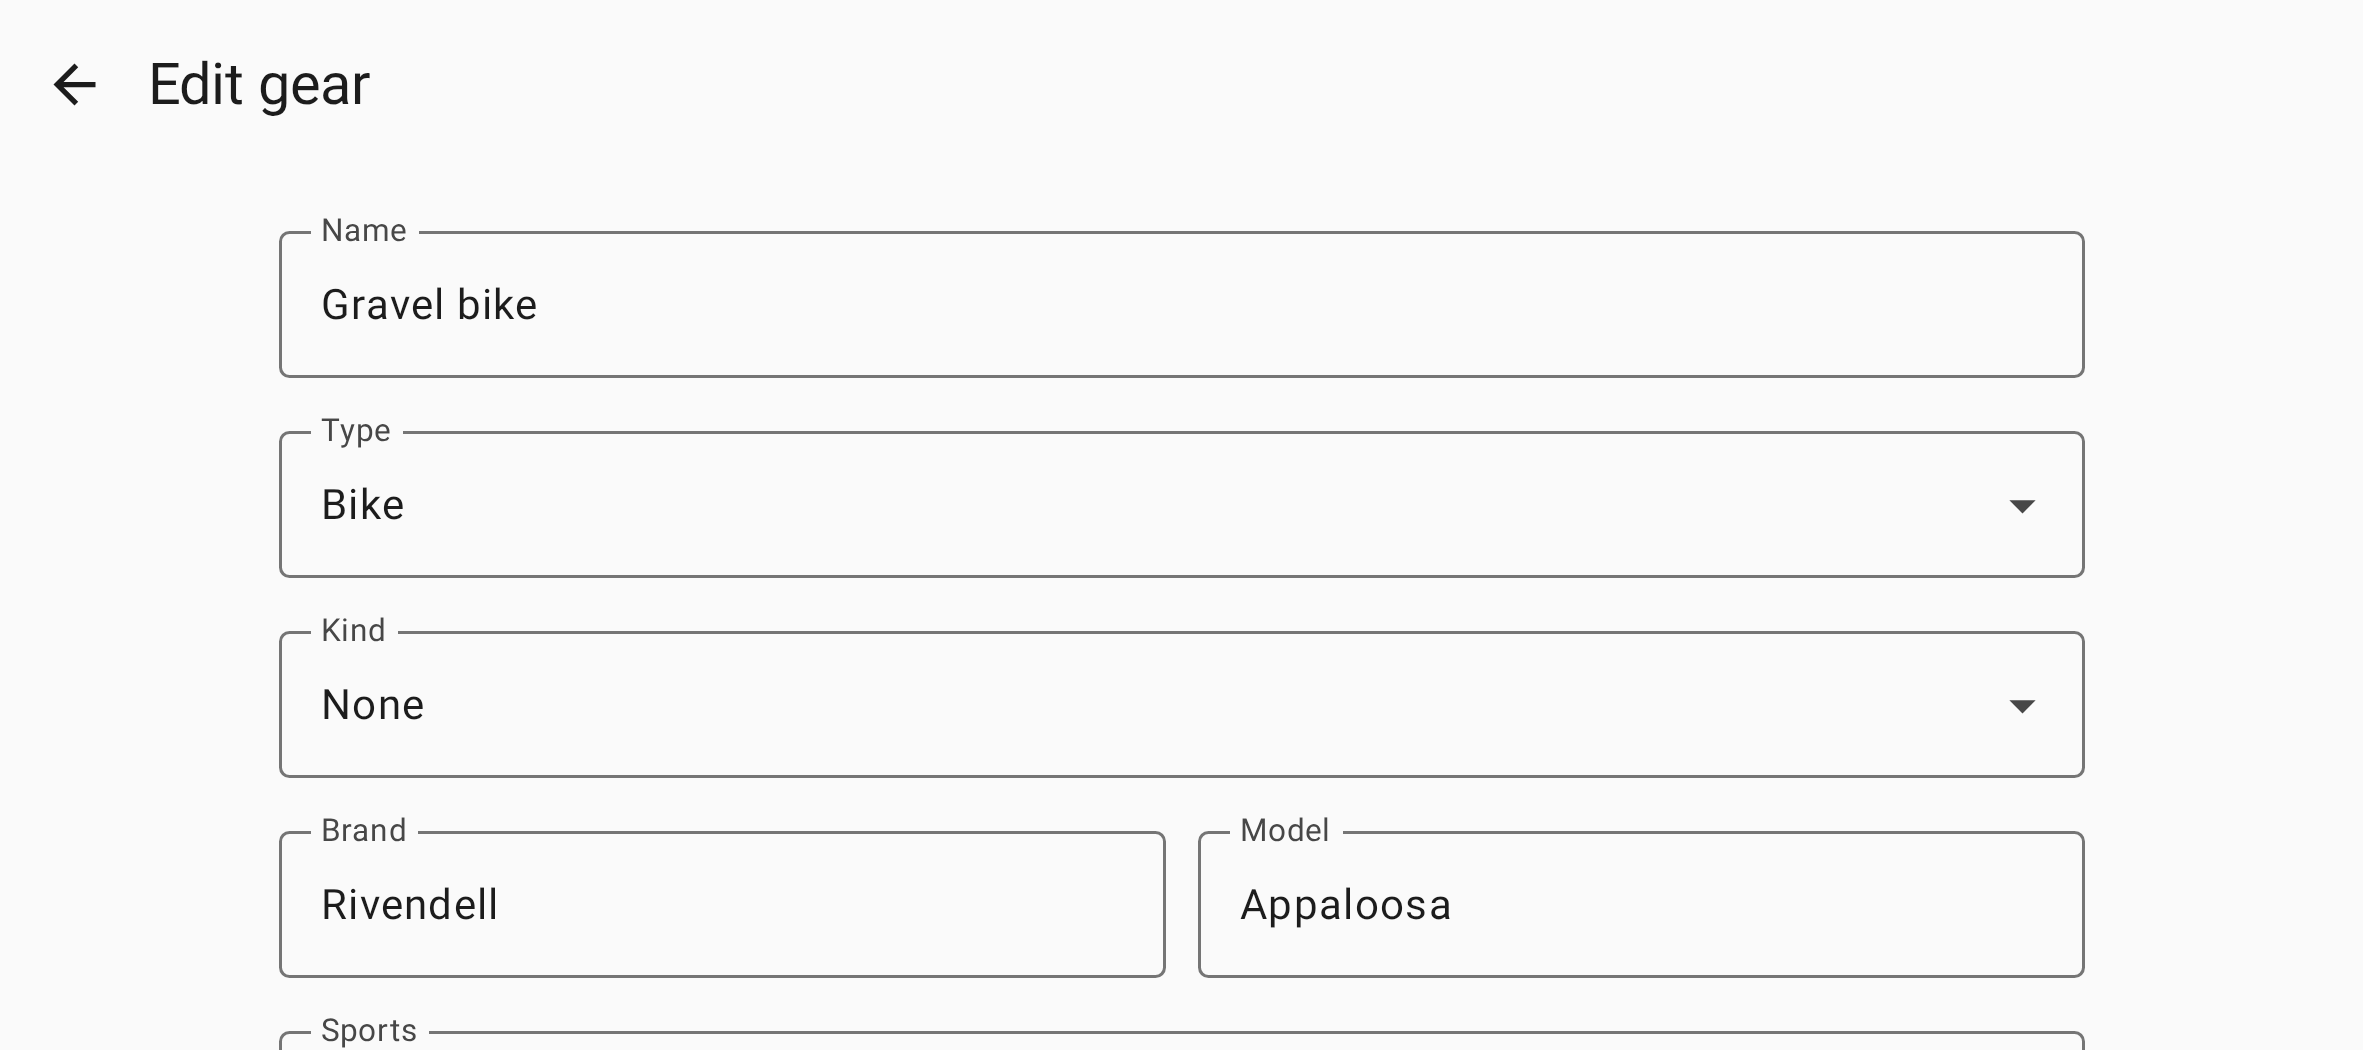 Edit gear
Name
Gravel bike
Type
Bike
Kind
None
Brand
Rivendell
Model
Appaloosa
Sports